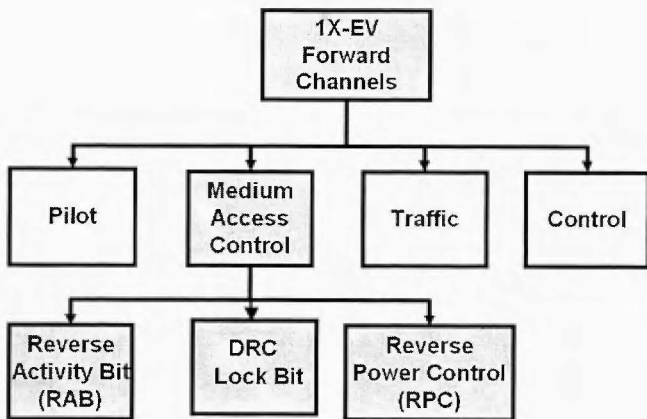 1X-EV
Forward
Channels
Pilot
Medium
Access
Control
Traffic
Control
Reverse
Activity Bit
(RAB)
DRC
Lock Bit
Reverse
Power Control
(RPC)